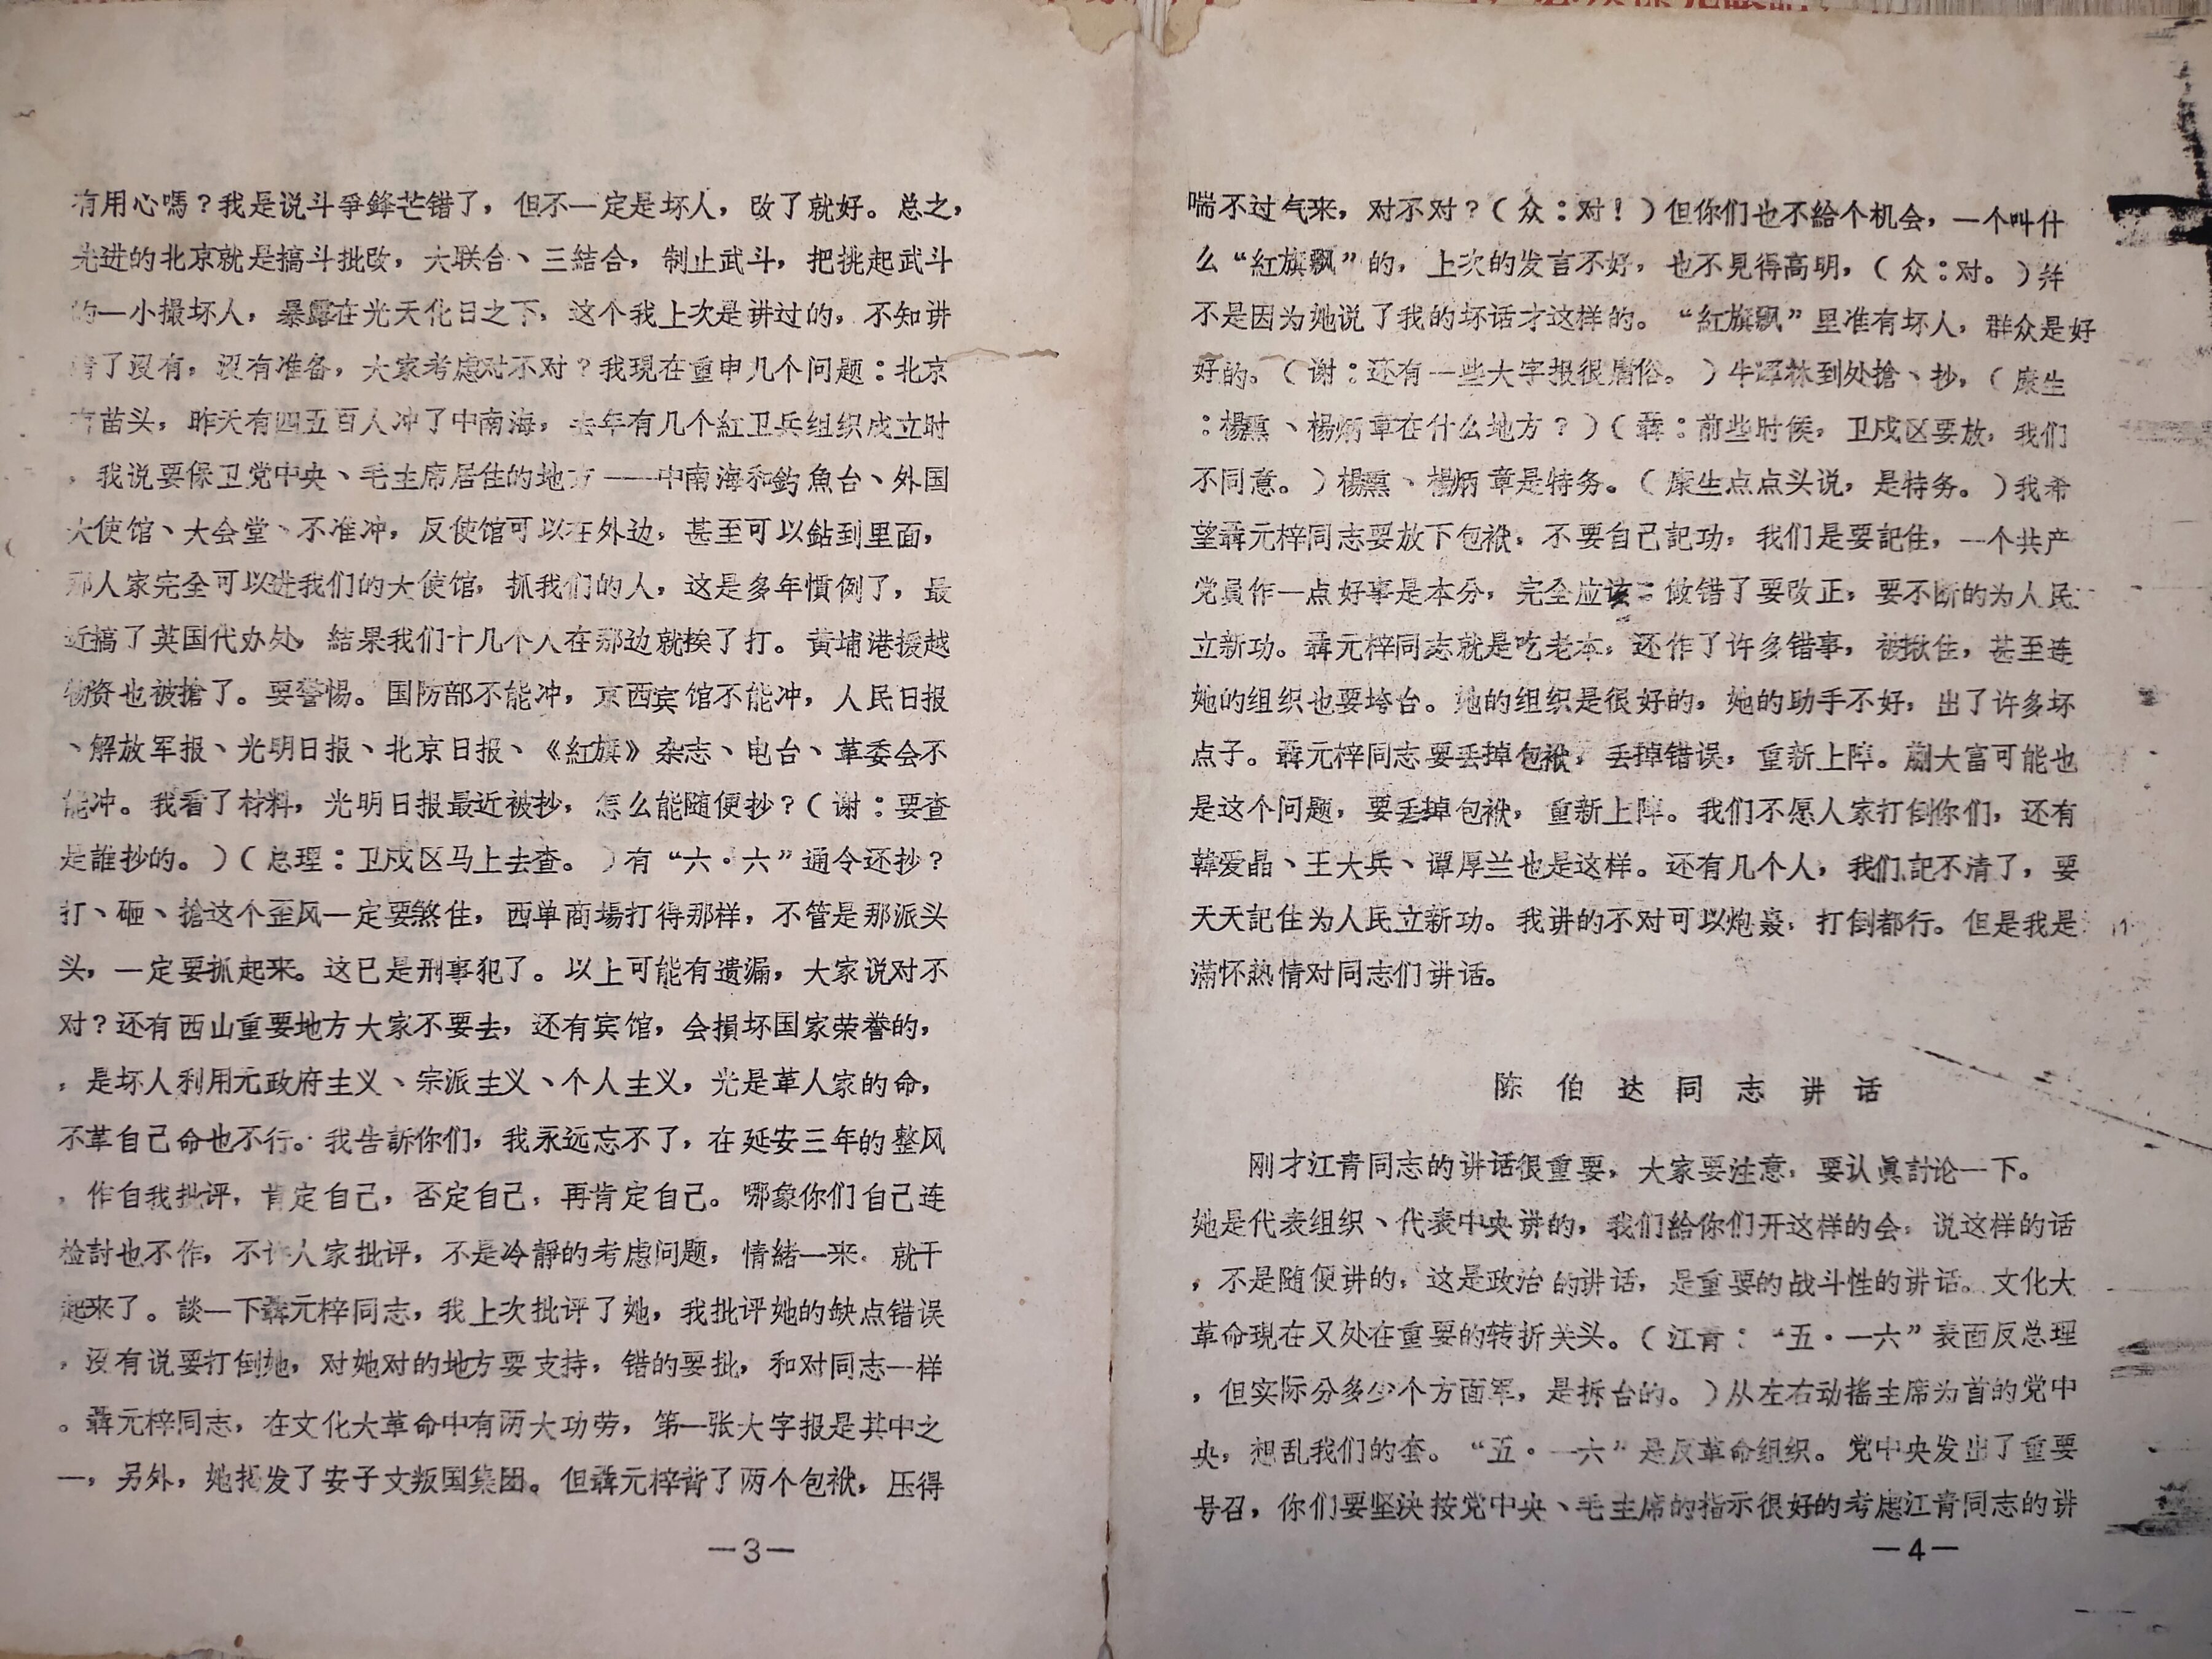 有用心嗎？我是说斗爭鋒芒错了，但不一定是坏人，改了就好。总之，
先进的北京就是搞斗批改，大联合、三結合，制止武斗，把挑起武斗
的一小撮坏人，暴露在光天化日之下，这个我上次是讲过的，不知讲
了沒有，沒有准备，大家考虑对不对？我現在重申几个问题：北京
苗头，昨天有四五百人冲了中南海，去年有几个紅卫兵组织成立时
，我说要保卫党中央、毛主席居住的地方——中南海和釣魚台、外国
大使馆、大会堂、不准冲，反使馆可以在外边，甚至可以鉆到里面，
那人家完全可以进我们的大使馆，抓我们的人，这是多年慣例了，最
近搞了英国代办处，結果我们十几个人在那边就挨了打。黄埔港援越
物资也被搶了。要警惕。国防部不能冲，京西宾馆不能冲，人民日报
、解放军报、光明日报、北京日报、《紅旗》杂志、电台、革委会不
能冲。我看了材料，光明日报最近被抄，怎么能随便抄？（谢：要查
是誰抄的。）（总理：卫戍区马上去查。）有“六·六”通令还抄？
打、砸、搶这个歪风一定要煞住，西单商場打得那样，不管是那派头
头，一定要抓起来。这已是刑事犯了。以上可能有遗漏，大家说对不
对？还有西山重要地方大家不要去，还有宾馆，会損坏国家荣誉的，
，是坏人利用无政府主义、宗派主义、个人主义，光是革人家的命，
不革自己命也不行。我告訴你们，我永远忘不了，在延安三年的整风
，作自我批评，肯定自己，否定自己，再肯定自己。哪象你们自己连
检討也不作，不许人家批评，不是冷靜的考虑问题，情緒一来，就干
起来了。談一下聶元梓同志，我上次批评了她，我批评她的缺点错误
，沒有说要打倒她，对她对的地方要支持，错的要批，和对同志一样
。聶元梓同志，在文化大革命中有两大功劳，第一张大字报是其中之
一，另外，她揭发了安子文叛国集团。但聶元梓背了两个包袱，压得
—3—
喘不过气来，对不对？（众：对！）但你们也不給个机会，一个叫什
么“紅旗飘”的，上次的发言不好，也不見得高明，（众：对。）幷
不是因为她说了我的坏话才这样的。“紅旗飘”里准有坏人，群众是好
好的。（谢：还有一些大字报很庸俗。）牛輝林到处搶、抄，（康生
：楊熏、楊炳章在什么地方？）（聶：前些时候，卫戍区要放，我们
不同意。）楊熏、楊炳章是特务。（康生点点头说，是特务。）我希
望聶元梓同志要放下包袱，不要自己記功，我们是要記住，一个共产
党員作一点好事是本分，完全应该：做错了要改正，要不断的为人民
立新功。聶元梓同志就是吃老本，还作了许多错事，被揪住，甚至连
她的组织也要垮台。她的组织是很好的，她的助手不好，出了许多坏
点子。聶元梓同志要丢掉包袱，丢掉错误，重新上陣。蒯大富可能也
是这个问题，要丢掉包袱，重新上陣。我们不愿人家打倒你们，还有
韓爱晶、王大兵、谭厚兰也是这样。还有几个人，我们記不清了，要
天天記住为人民立新功。我讲的不对可以炮轰，打倒都行。但是我是
滿怀热情对同志们讲话。
陈伯达同志讲话
刚才江青同志的讲话很重要，大家要注意，要认眞討论一下。
她是代表组织、代表中央讲的，我们給你们开这样的会，说这样的话
，不是随便讲的，这是政治的讲话，是重要的战斗性的讲话。文化大
革命現在又处在重要的转折关头。（江青：“五·一六”表面反总理
，但实际分多少个方面军，是拆台的。）从左右动搖主席为首的党中
央，想乱我们的套。“五·一六”是反革命组织。党中央发出了重要
号召，你们要坚決按党中央、毛主席的指示很好的考虑江青同志的讲
—4—